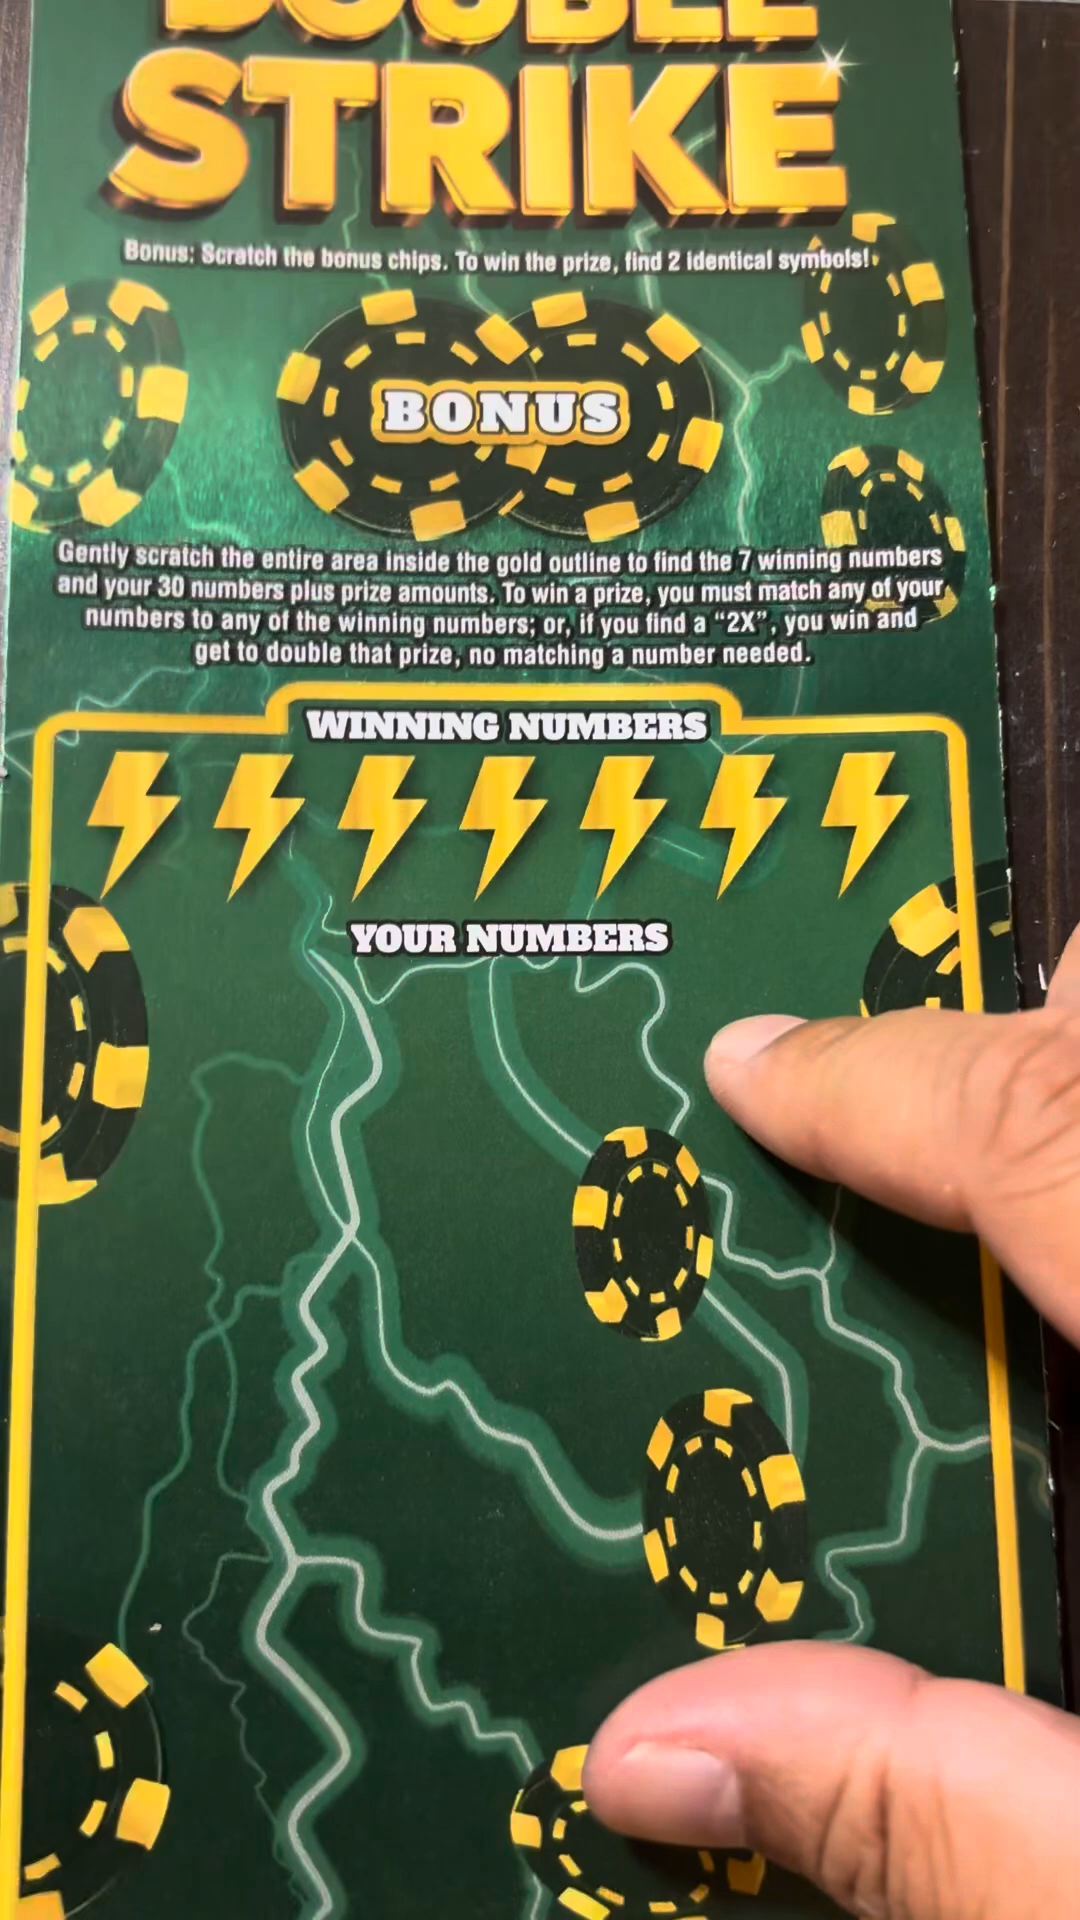 DOUBLE
STRIKE
Bonus: Scratch the bonus chips. To win the prize, find 2 identical symbols!
BONUS
Gently scratch the entire area inside the gold outline to find the 7 winning numbers
and your 30 numbers plus prize amounts. To win a prize, you must match any of your
numbers to any of the winning numbers; or, if you find a “2X”, you win and
get to double that prize, no matching a number needed.
WINNING NUMBERS
YOUR NUMBERS